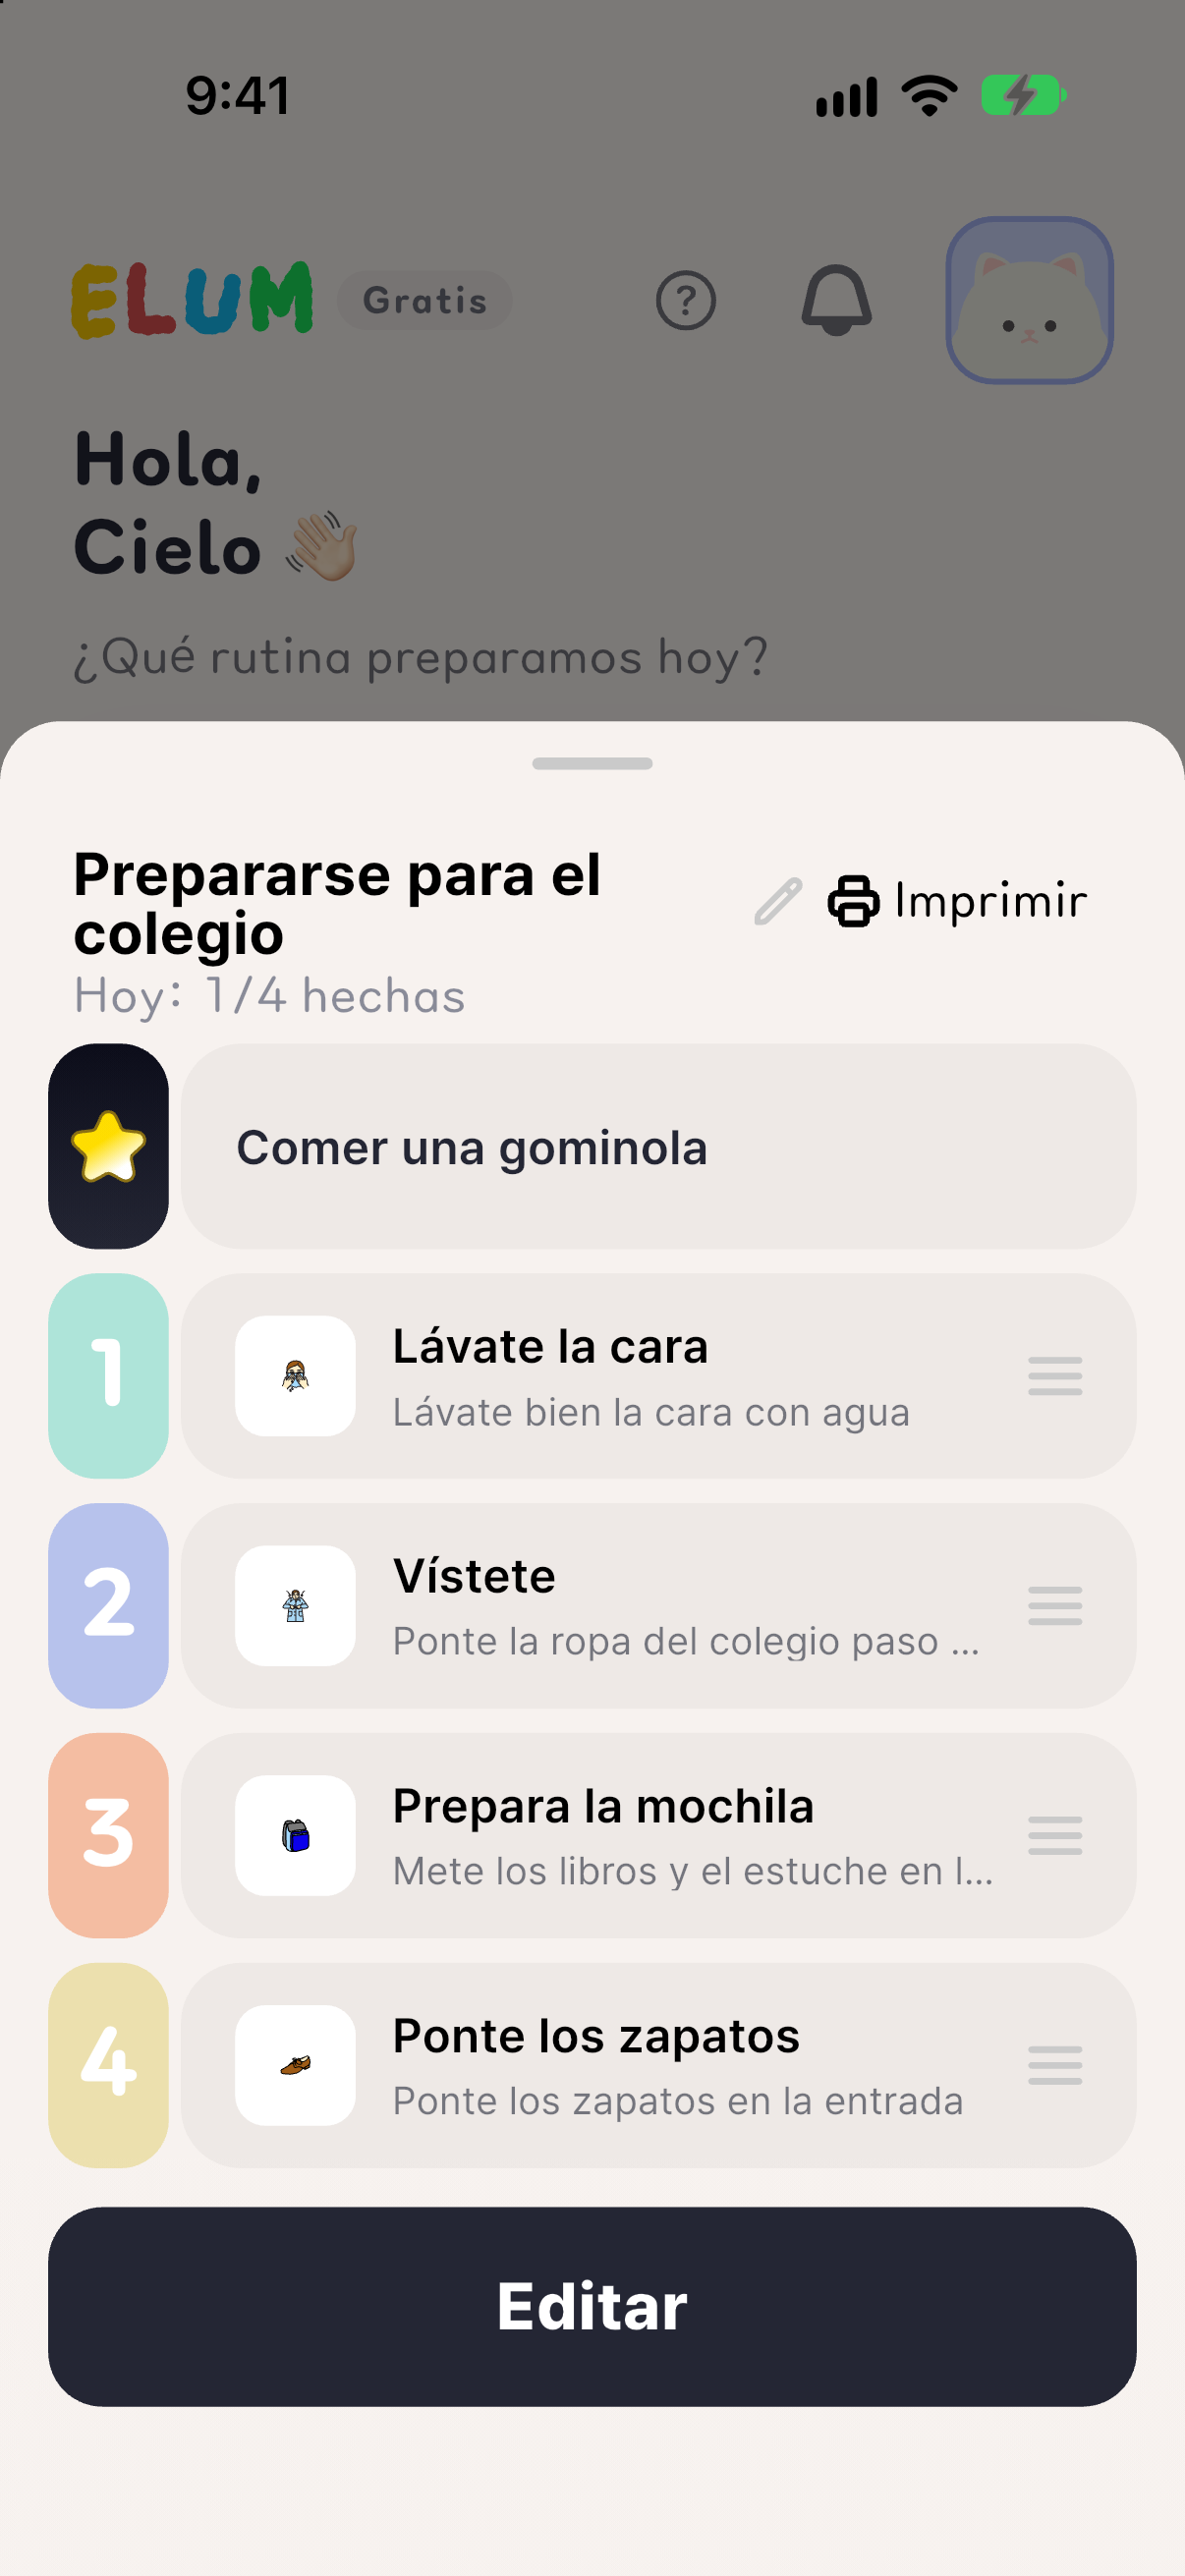 9:41
ELUM Gratis
?
Hola,
Cielo 👋🏼
¿Qué rutina preparamos hoy?
Prepararse para el
colegio
Imprimir
Hoy: 1/4 hechas
Comer una gominola
1
Lávate la cara
Lávate bien la cara con agua
2
Vístete
Ponte la ropa del colegio paso ...
3
Prepara la mochila
Mete los libros y el estuche en l...
4
Ponte los zapatos
Ponte los zapatos en la entrada
Editar